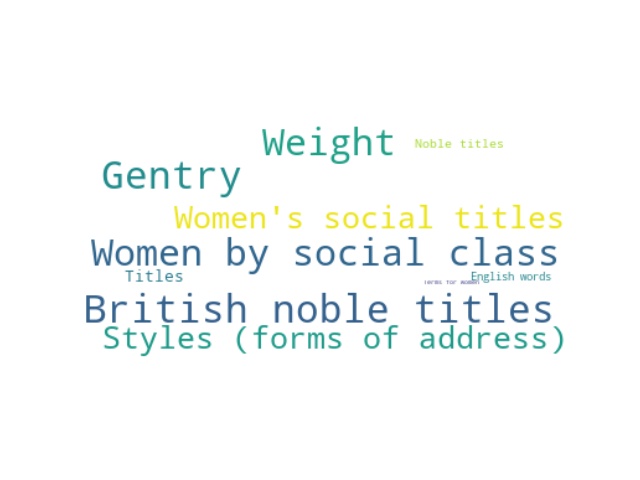 Weight
Noble titles
Gentry
Women's social titles
Women by social class
Titles
English words
Terms for women
British noble titles
Styles (forms of address)